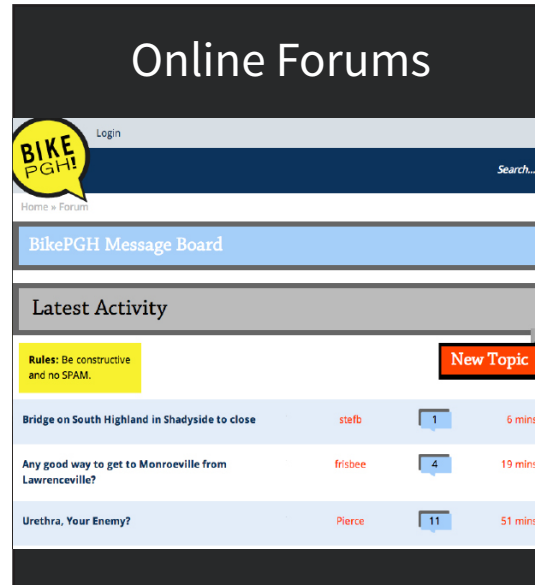 Online Forums
Login
BIKE
PGH!
Search...
Home » Forum
BikePGH Message Board
Latest Activity
Rules: Be constructive
and no SPAM.
New Topic
Bridge on South Highland in Shadyside to close stefb 1 6 mins
Any good way to get to Monroeville from
Lawrenceville?
frisbee 4 19 mins
Urethra, Your Enemy? Pierce 11 51 mins